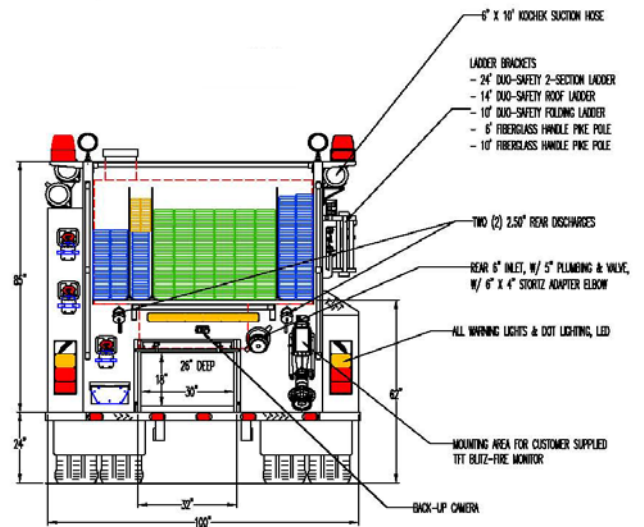 6" X 10' KOCHEK SUCTION HOSE
LADDER BRACKETS
- 24' DUO-SAFETY 2-SECTION LADDER
- 14' DUO-SAFETY ROOF LADDER
- 10' DUO-SAFETY FOLDING LADDER
- 6' FIBERGLASS HANDLE PIKE POLE
- 10' FIBERGLASS HANDLE PIKE POLE
TWO (2) 2.50" REAR DISCHARGES
REAR 6" INLET, W/ 5" PLUMBING & VALVE,
W/ 6" X 4" STORTZ ADAPTER ELBOW
ALL WARNING LIGHTS & DOT LIGHTING, LED
26" DEEP
18"
30"
62"
24"
MOUNTING AREA FOR CUSTOMER SUPPLIED
TFT BLITZ-FIRE MONITOR
32"
BACK-UP CAMERA
100"